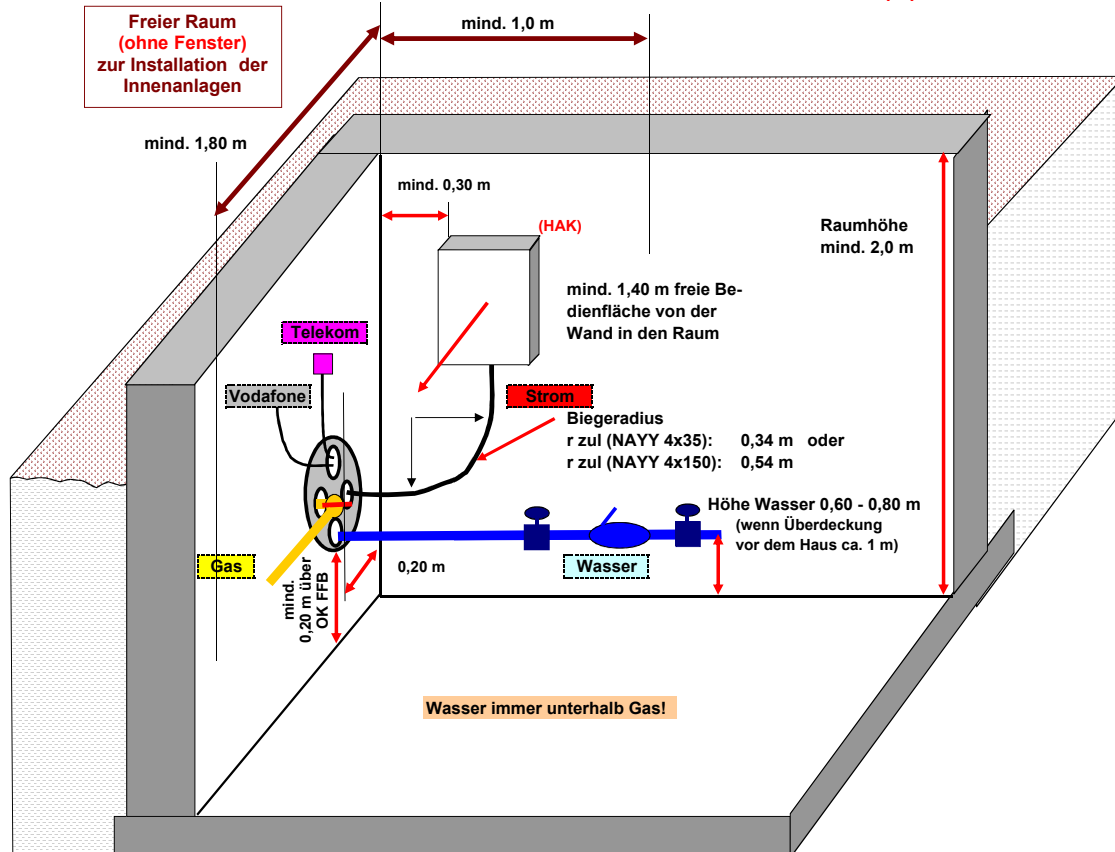 Freier Raum
(ohne Fenster)
zur Installation der
Innenanlagen
mind. 1,0 m
mind. 1,80 m
mind. 0,30 m
(HAK)
Raumhöhe
mind. 2,0 m
mind. 1,40 m freie Be-
dienfläche von der
Wand in den Raum
Telekom
Vodafone
Strom
Biegeradius
r zul (NAYY 4x35): 0,34 m oder
r zul (NAYY 4x150): 0,54 m
Höhe Wasser 0,60 - 0,80 m
(wenn Überdeckung
vor dem Haus ca. 1 m)
Gas
mind.
0,20 m über
OK FFB
0,20 m
Wasser
Wasser immer unterhalb Gas!